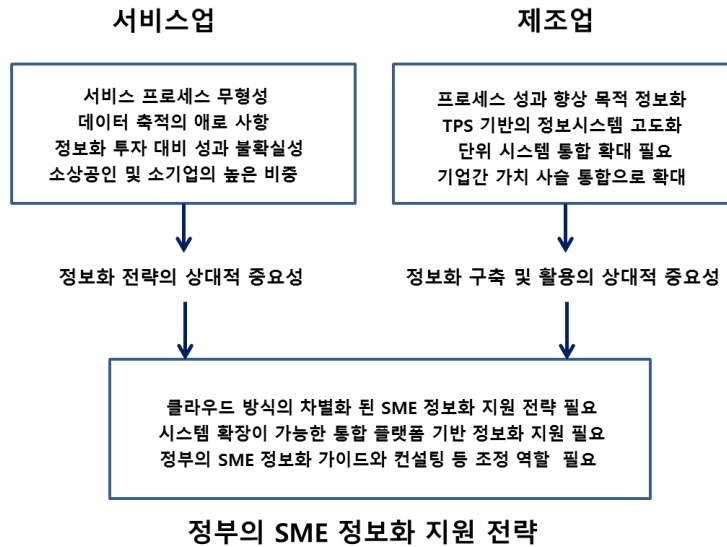 서비스업
제조업
서비스 프로세스 무형성
데이터 축적의 애로 사항
정보화 투자 대비 성과 불확실성
소상공인 및 소기업의 높은 비중
프로세스 성과 향상 목적 정보화
TPS 기반의 정보시스템 고도화
단위 시스템 통합 확대 필요
기업간 가치 사슬 통합으로 확대
정보화 전략의 상대적 중요성
정보화 구축 및 활용의 상대적 중요성
클라우드 방식의 차별화 된 SME 정보화 지원 전략 필요
시스템 확장이 가능한 통합 플랫폼 기반 정보화 지원 필요
정부의 SME 정보화 가이드와 컨설팅 등 조정 역할 필요
정부의 SME 정보화 지원 전략